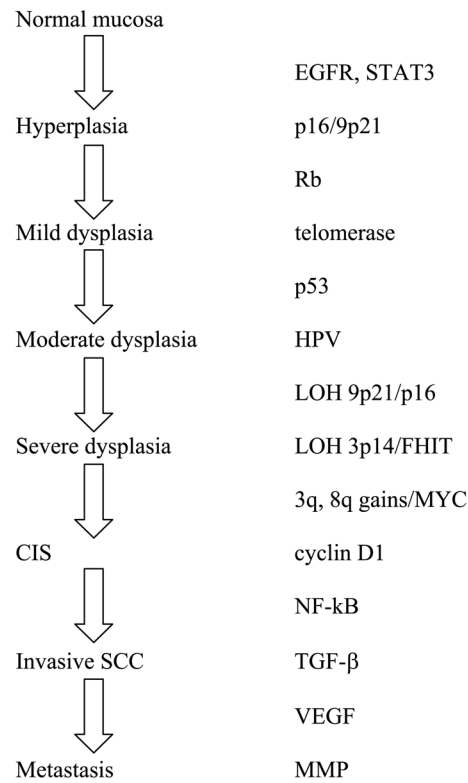 Normal mucosa
EGFR, STAT3
Hyperplasia p16/9p21
Rb
Mild dysplasia telomerase
p53
Moderate dysplasia HPV
LOH 9p21/p16
Severe dysplasia LOH 3p14/FHIT
3q, 8q gains/MYC
CIS cyclin D1
NF-kB
Invasive SCC TGF-β
VEGF
Metastasis MMP